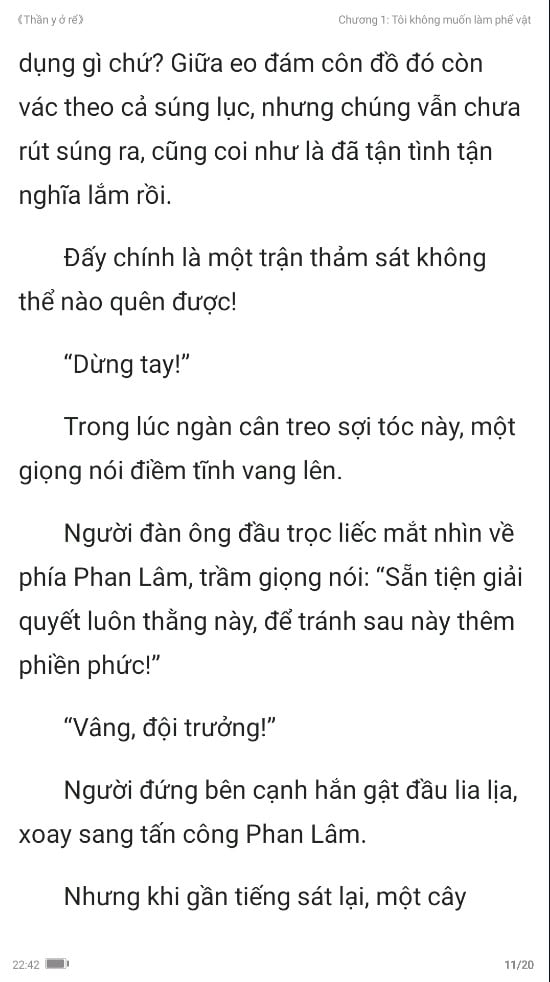 《Thần y ở rể》
Chương 1: Tôi không muốn làm phế vật
dụng gì chứ? Giữa eo đám côn đồ đó còn
vác theo cả súng lục, nhưng chúng vẫn chưa
rút súng ra, cũng coi như là đã tận tình tận
nghĩa lắm rồi.
Đấy chính là một trận thảm sát không
thể nào quên được!
“Dừng tay!”
Trong lúc ngàn cân treo sợi tóc này, một
giọng nói điềm tĩnh vang lên.
Người đàn ông đầu trọc liếc mắt nhìn về
phía Phan Lâm, trầm giọng nói: “Sẵn tiện giải
quyết luôn thằng này, để tránh sau này thêm
phiền phức!”
“Vâng, đội trưởng!”
Người đứng bên cạnh hắn gật đầu lia lịa,
xoay sang tấn công Phan Lâm.
Nhưng khi gần tiếng sát lại, một cây
22:42
11/20